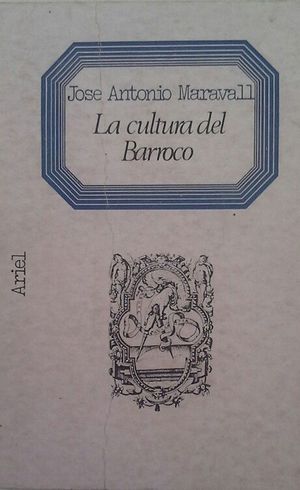 Jose Antonio Maravall
La cultura del
Barroco
Ariel